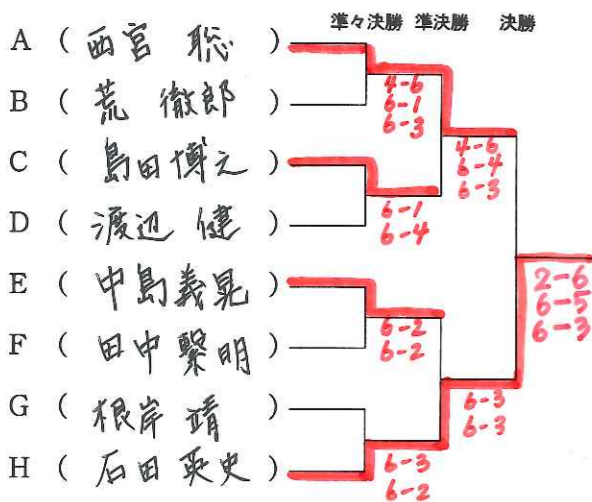 準々決勝 準決勝 決勝
A ( 西宮 聡 )
B ( 荒 徹郎 )
4-6
6-1
6-3
C ( 島田博之 )
4-6
6-4
6-3
D ( 渡辺 健 )
6-1
6-4
E ( 中島義晃 )
2-6
6-5
6-3
F ( 田中繁明 )
6-2
6-2
G ( 根岸 靖 )
6-3
6-3
H ( 石田英史 )
6-3
6-2